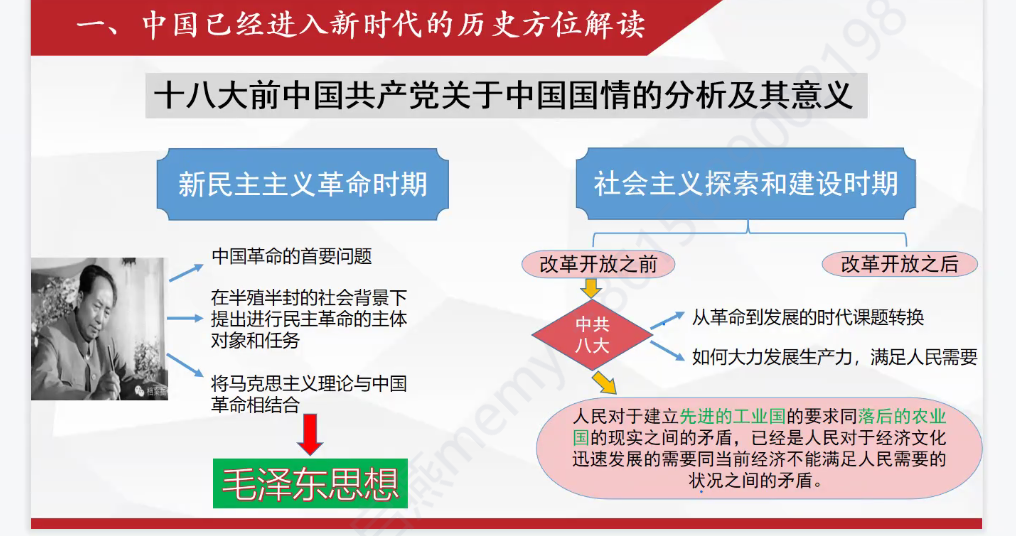 一、中国已经进入新时代的历史方位解读
十八大前中国共产党关于中国国情的分析及其意义
新民主主义革命时期
中国革命的首要问题
在半殖半封的社会背景下
提出进行民主革命的主体
对象和任务
将马克思主义理论与中国
革命相结合
毛泽东思想
社会主义探索和建设时期
改革开放之前
改革开放之后
中共
八大
从革命到发展的时代课题转换
如何大力发展生产力，满足人民需要
人民对于建立先进的工业国的要求同落后的农业
国的现实之间的矛盾，已经是人民对于经济文化
迅速发展的需要同当前经济不能满足人民需要的
状况之间的矛盾。